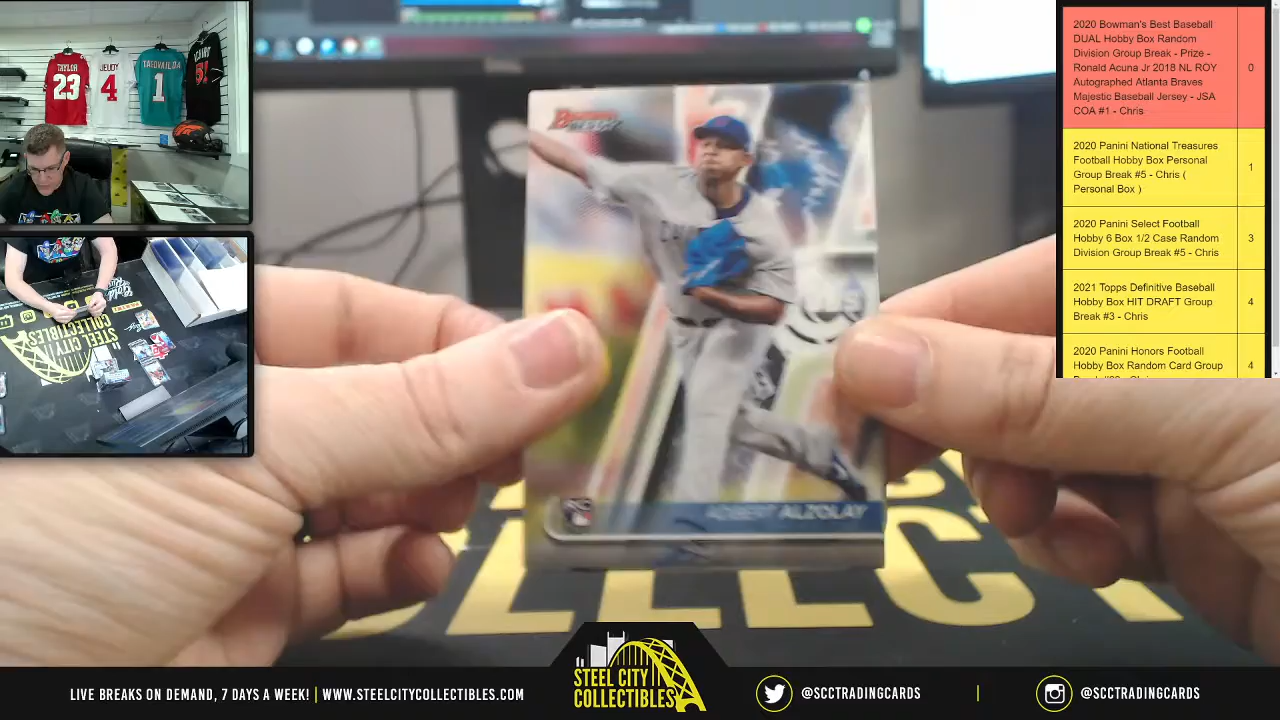 TAYLOR
23
JEUDY
4
TAGOVAILOA
1
STEEL CITY
COLLECTIBLES
ADBERT ALZOLAY
2020 Bowman's Best Baseball
DUAL Hobby Box Random
Division Group Break - Prize -
Ronald Acuna Jr 2018 NL ROY
Autographed Atlanta Braves
Majestic Baseball Jersey - JSA
COA #1 - Chris
0
2020 Panini National Treasures
Football Hobby Box Personal
Group Break #5 - Chris (
Personal Box )
1
2020 Panini Select Football
Hobby 6 Box 1/2 Case Random
Division Group Break #5 - Chris
3
2021 Topps Definitive Baseball
Hobby Box HIT DRAFT Group
Break #3 - Chris
4
2020 Panini Honors Football
Hobby Box Random Card Group
4
LIVE BREAKS ON DEMAND, 7 DAYS A WEEK! | WWW.STEELCITYCOLLECTIBLES.COM
STEEL CITY
COLLECTIBLES
@SCCTRADINGCARDS
@SCCTRADINGCARDS